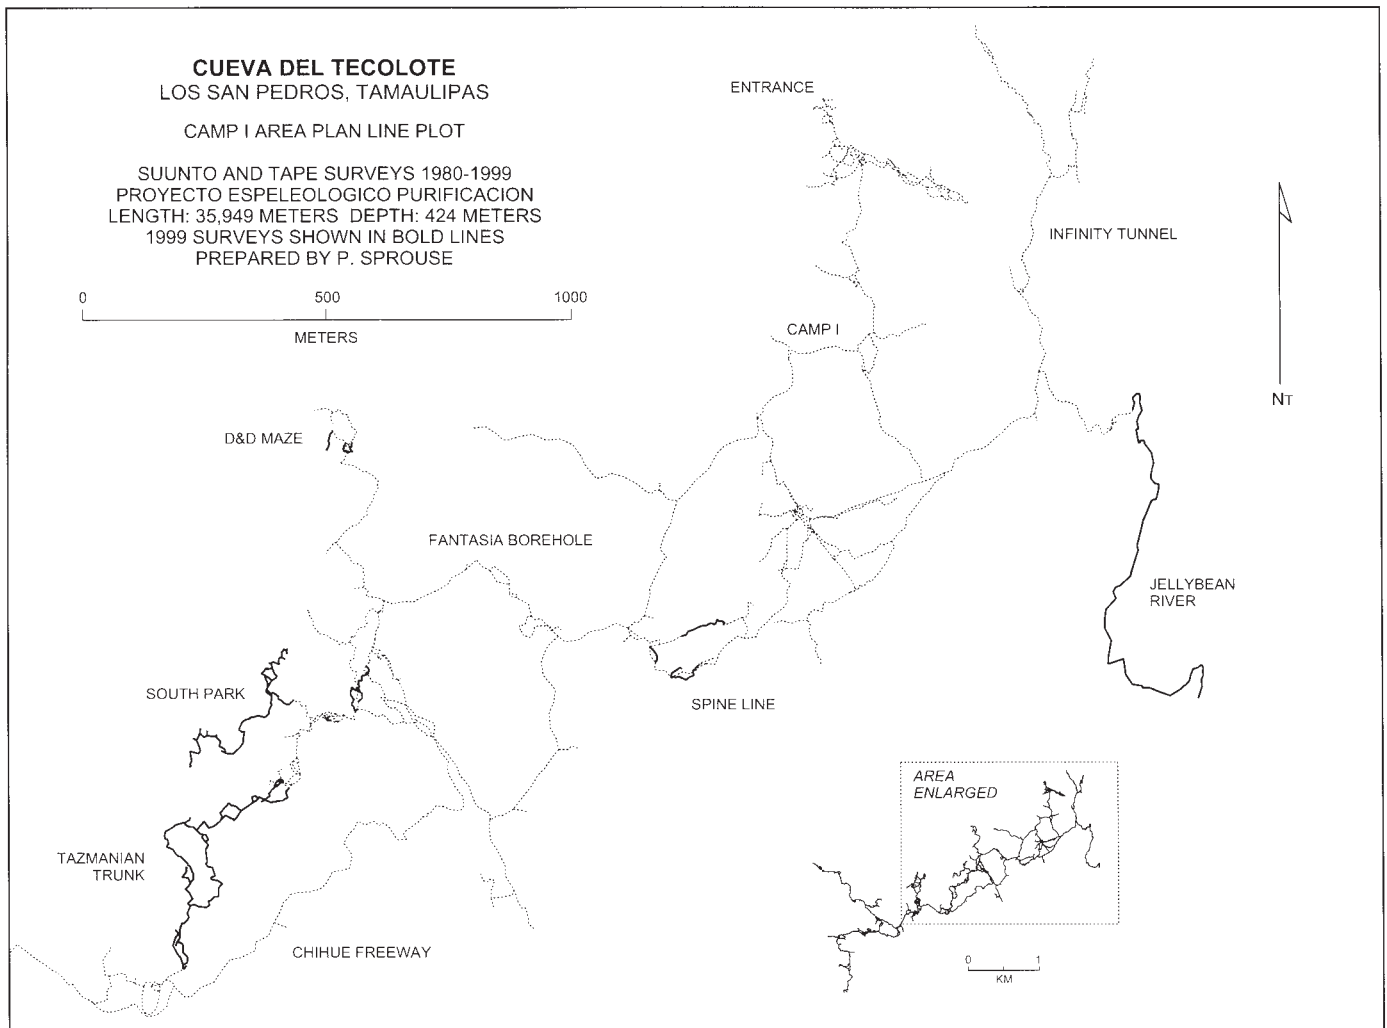 CUEVA DEL TECOLOTE
LOS SAN PEDROS, TAMAULIPAS
CAMP I AREA PLAN LINE PLOT
SUUNTO AND TAPE SURVEYS 1980-1999
PROYECTO ESPELEOLOGICO PURIFICACION
LENGTH: 35,949 METERS DEPTH: 424 METERS
1999 SURVEYS SHOWN IN BOLD LINES
PREPARED BY P. SPROUSE
0 500 1000
METERS
ENTRANCE
INFINITY TUNNEL
CAMP I
NT
D&D MAZE
FANTASIA BOREHOLE
JELLYBEAN
RIVER
SOUTH PARK
SPINE LINE
AREA
ENLARGED
TAZMANIAN
TRUNK
CHIHUE FREEWAY
0 1
KM